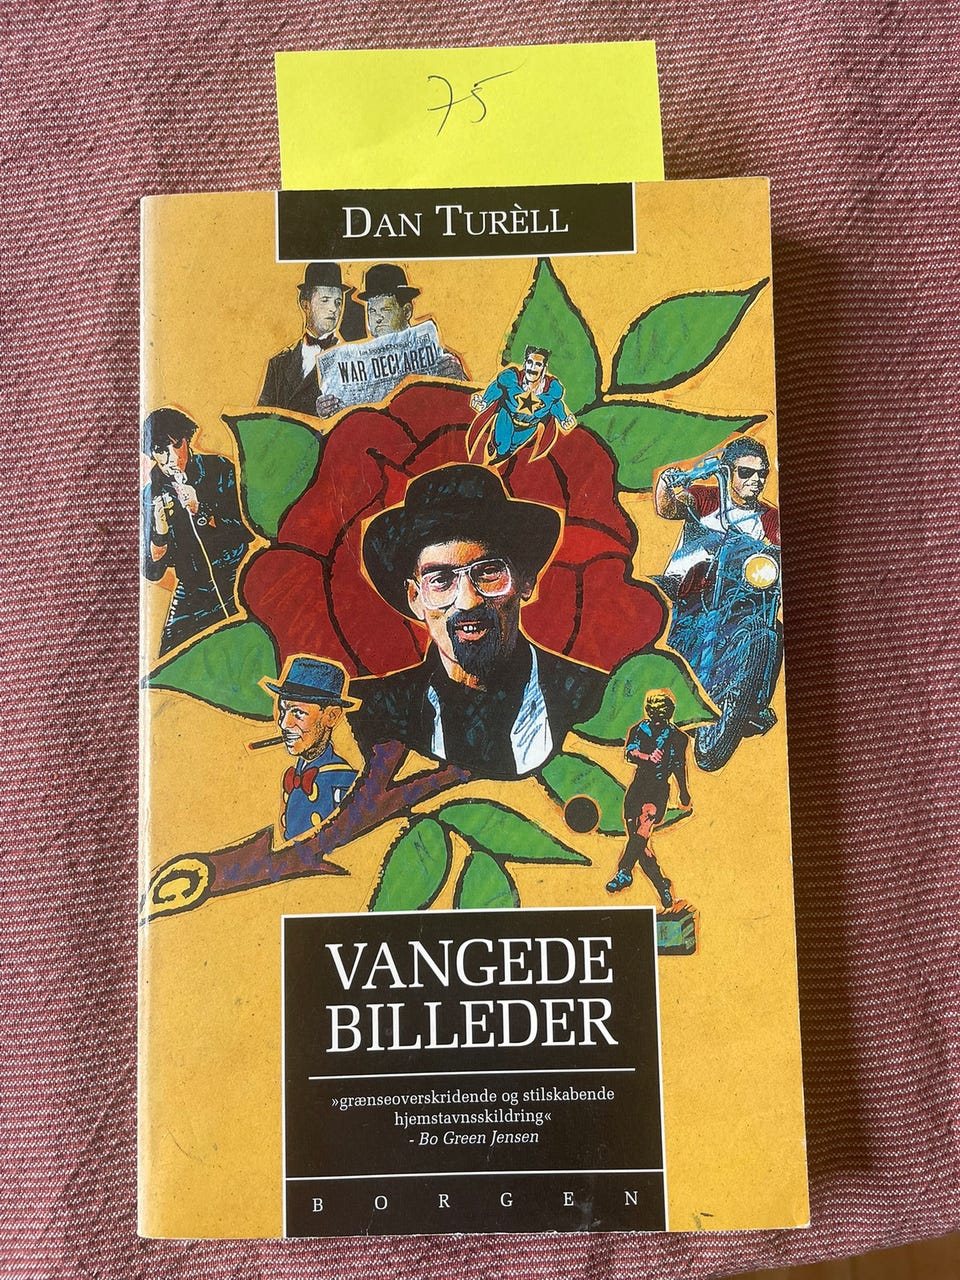 75
DAN TURÈLL
WAR DECLARED!
VANGEDE
BILLEDER
»grænseoverskridende og stilskabende
hjemstavnsskildring«
- Bo Green Jensen
BORGEN